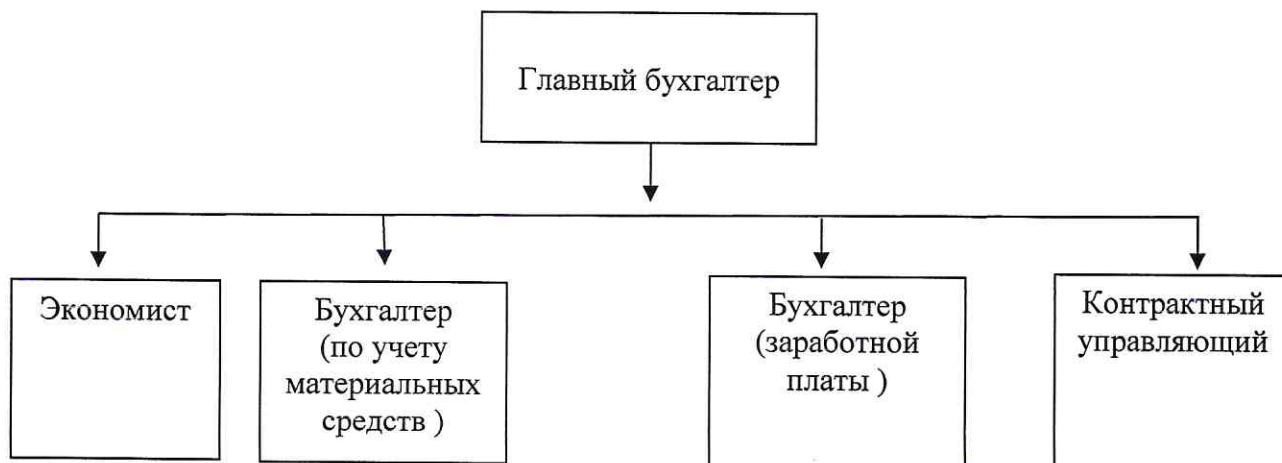 Главный бухгалтер
Экономист
Бухгалтер
(по учету
материальных
средств )
Бухгалтер
(заработной
платы )
Контрактный
управляющий